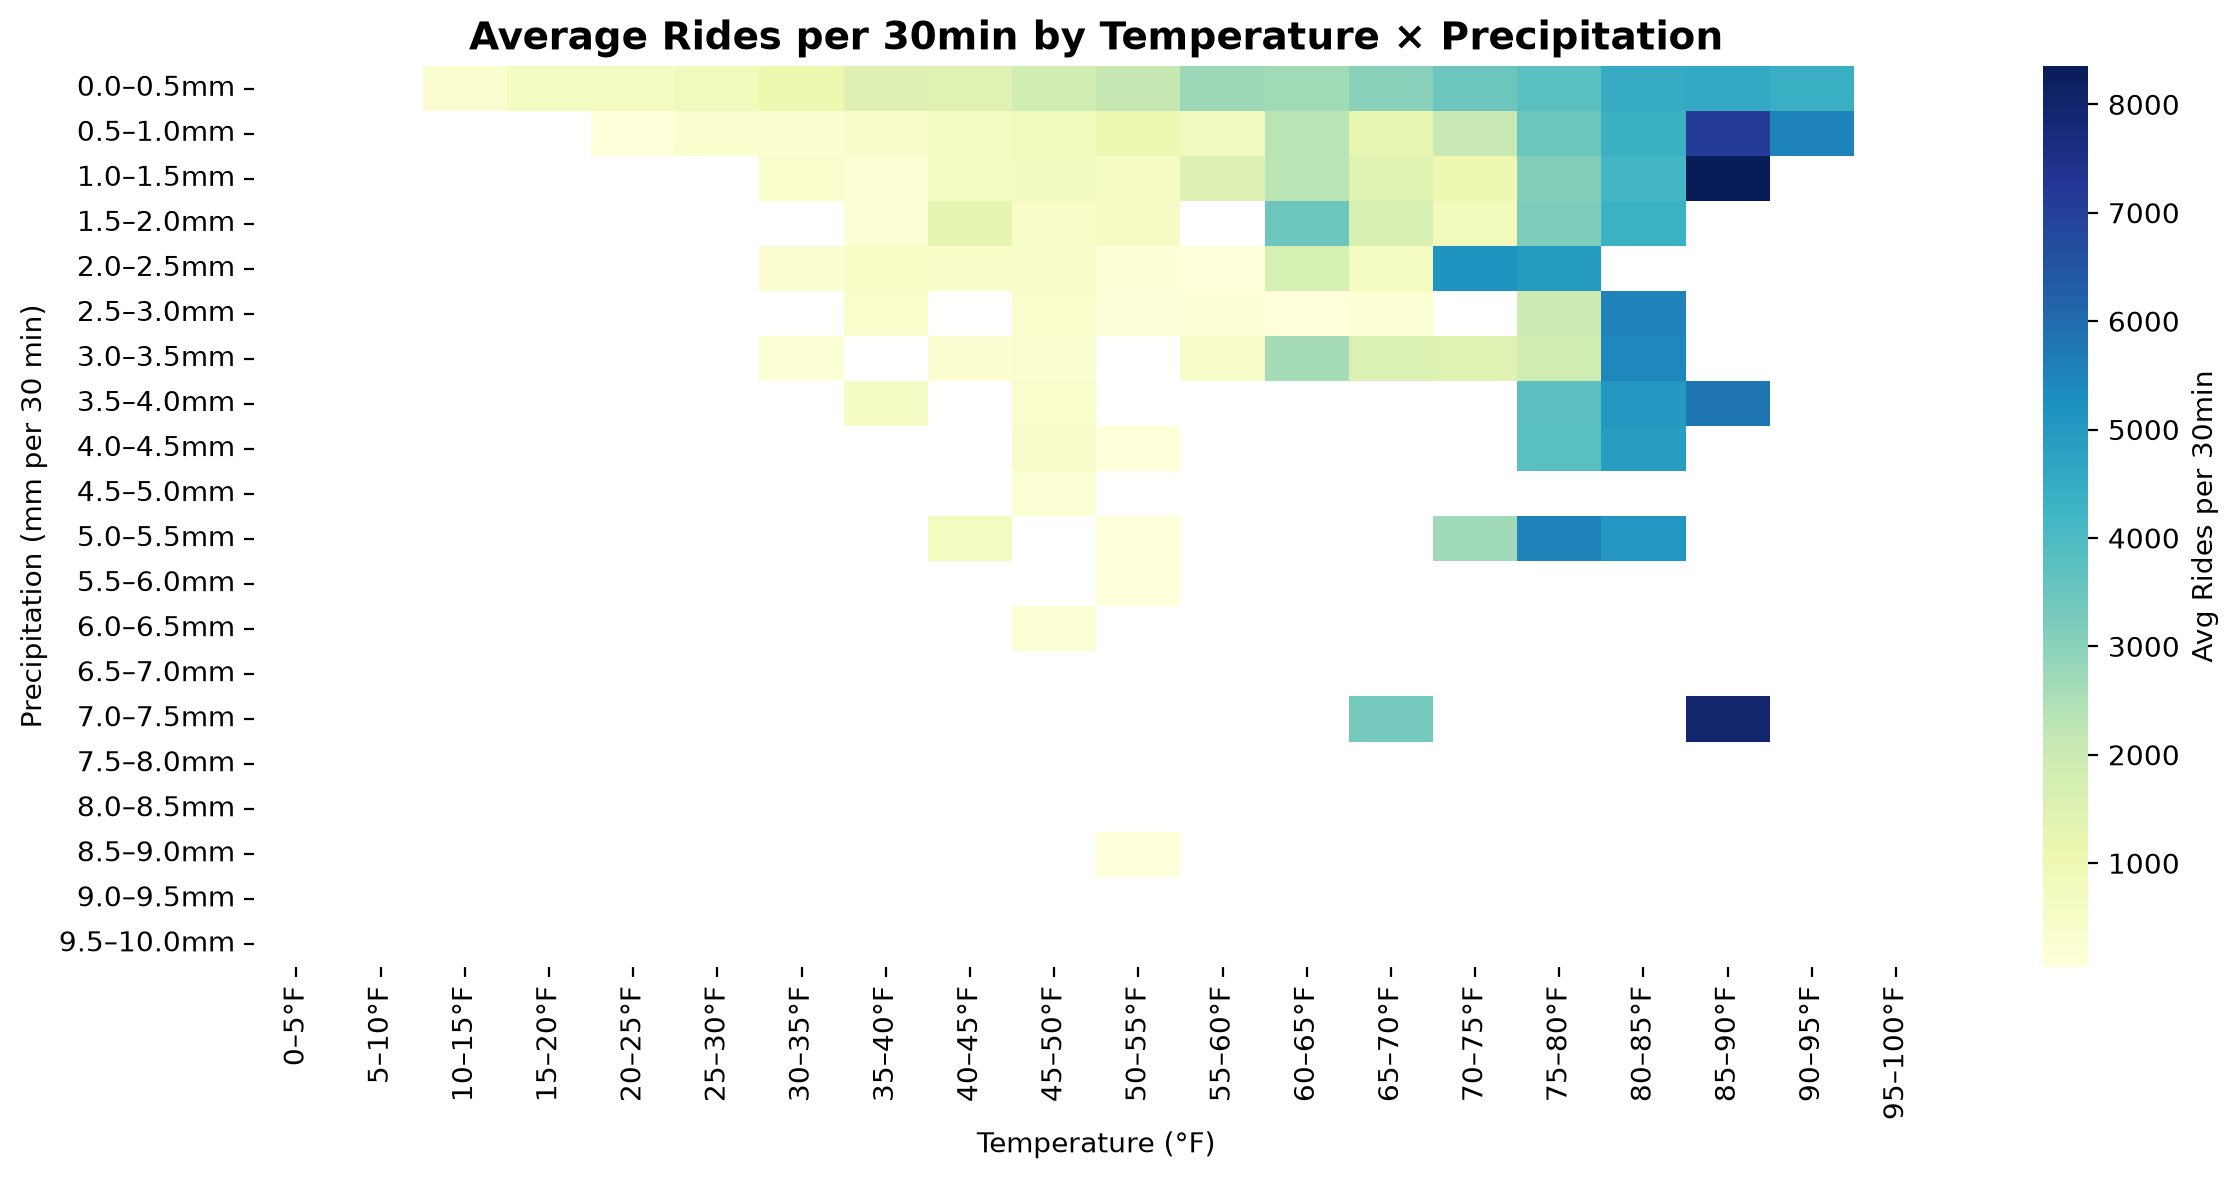 Average Rides per 30min by Temperature × Precipitation
Precipitation (mm per 30 min)
0.0–0.5mm
0.5–1.0mm
1.0–1.5mm
1.5–2.0mm
2.0–2.5mm
2.5–3.0mm
3.0–3.5mm
3.5–4.0mm
4.0–4.5mm
4.5–5.0mm
5.0–5.5mm
5.5–6.0mm
6.0–6.5mm
6.5–7.0mm
7.0–7.5mm
7.5–8.0mm
8.0–8.5mm
8.5–9.0mm
9.0–9.5mm
9.5–10.0mm
0–5°F
5–10°F
10–15°F
15–20°F
20–25°F
25–30°F
30–35°F
35–40°F
40–45°F
45–50°F
50–55°F
55–60°F
60–65°F
65–70°F
70–75°F
75–80°F
80–85°F
85–90°F
90–95°F
95–100°F
Temperature (°F)
8000
7000
6000
5000
4000
3000
2000
1000
Avg Rides per 30min